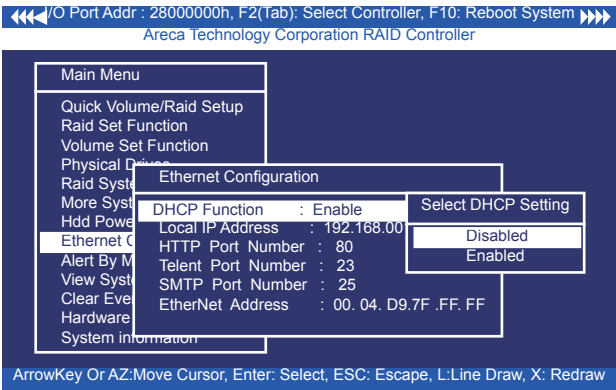 I/O Port Addr : 28000000h, F2(Tab): Select Controller, F10: Reboot System
Areca Technology Corporation RAID Controller
Main Menu
Quick Volume/Raid Setup
Raid Set Function
Volume Set Function
Physical Drives
Raid Syste
More Syst
Hdd Powe
Ethernet C
Alert By M
View Syste
Clear Eve
Hardware
System information
Ethernet Configuration
DHCP Function : Enable
Local IP Address : 192.168.00
HTTP Port Number : 80
Telent Port Number : 23
SMTP Port Number : 25
EtherNet Address : 00. 04. D9.7F .FF. FF
Select DHCP Setting
Disabled
Enabled
ArrowKey Or AZ:Move Cursor, Enter: Select, ESC: Escape, L:Line Draw, X: Redraw